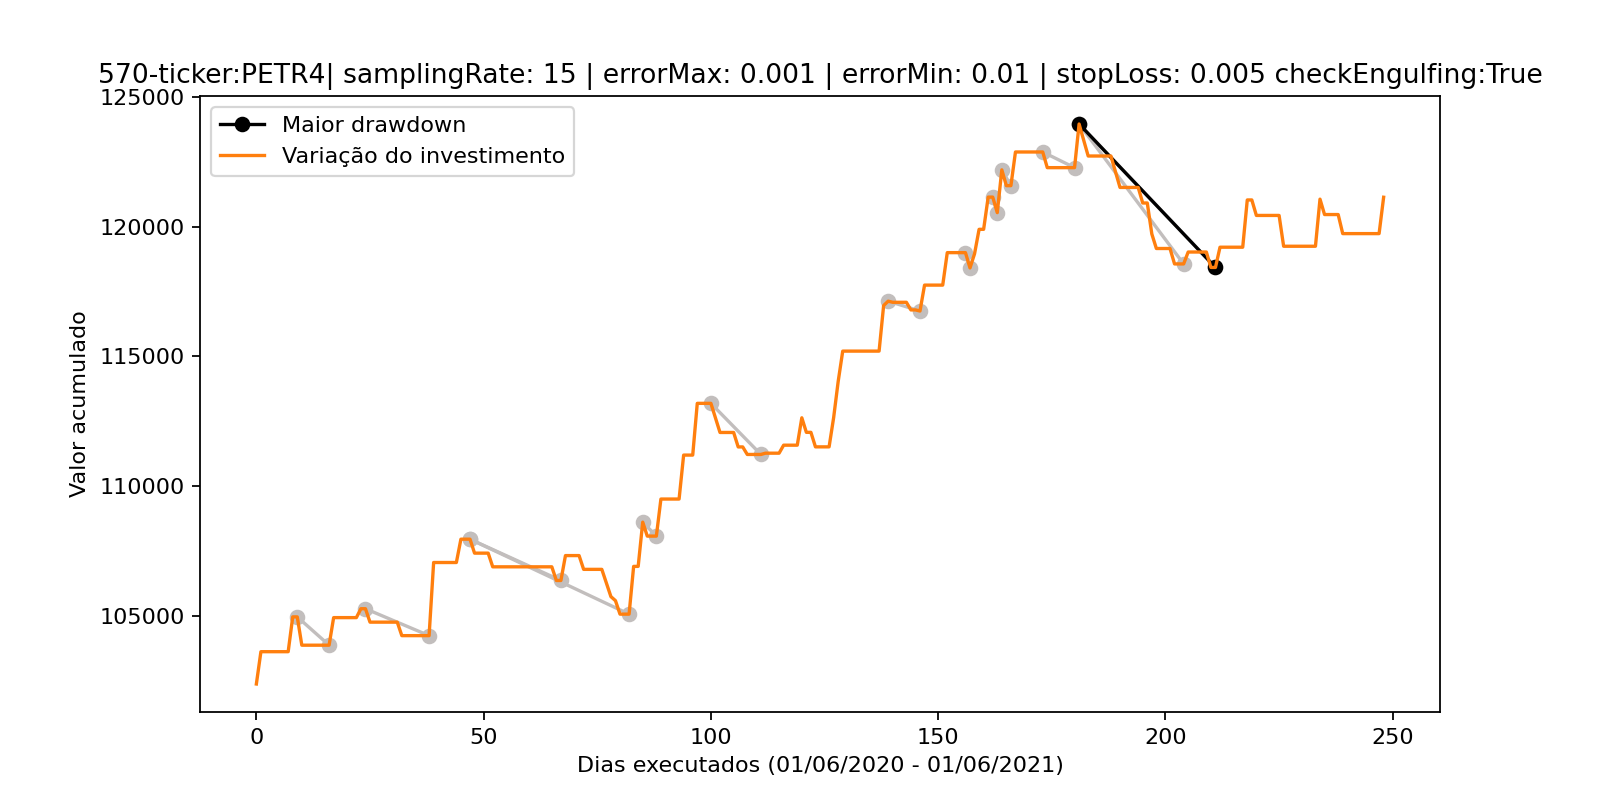 570-ticker:PETR4| samplingRate: 15 | errorMax: 0.001 | errorMin: 0.01 | stopLoss: 0.005 checkEngulfing:True
Maior drawdown
Variação do investimento
Valor acumulado
125000
120000
115000
110000
105000
0 50 100 150 200 250
Dias executados (01/06/2020 - 01/06/2021)